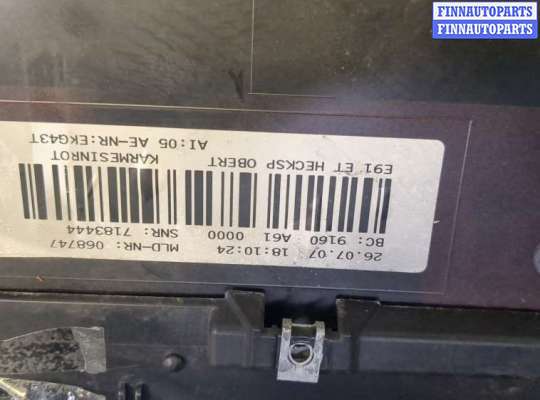 FINNAUTOPARTS
FINNAUTOPARTS
26.07.07 18:10:24 MLD-NR: 068747
BC: 9160 A61 0000 SNR: 7183444
E91 ET HECKSP OBERT KARMESINROT
AI:05 AE-NR:EKG43T